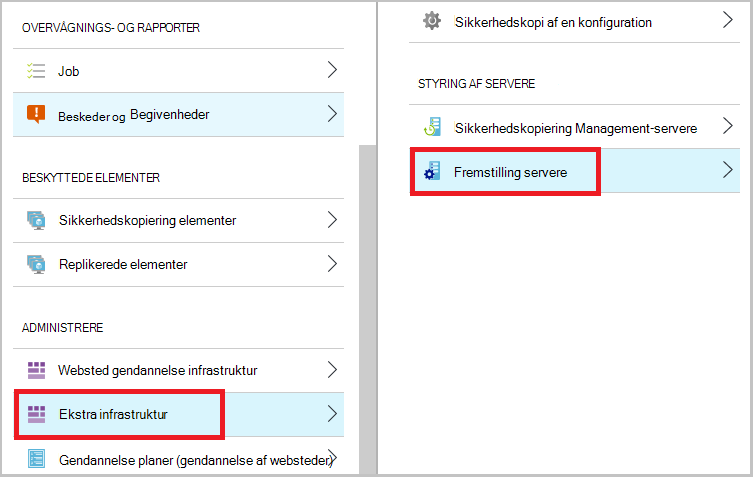 OVERVÅGNINGS- OG RAPPORTER
Job
Beskeder og Begivenheder
BESKYTTEDE ELEMENTER
Sikkerhedskopiering elementer
Replikerede elementer
ADMINISTRERE
Websted gendannelse infrastruktur
Ekstra infrastruktur
Gendannelse planer (gendannelse af websteder)
Sikkerhedskopi af en konfiguration
STYRING AF SERVERE
Sikkerhedskopiering Management-servere
Fremstilling servere